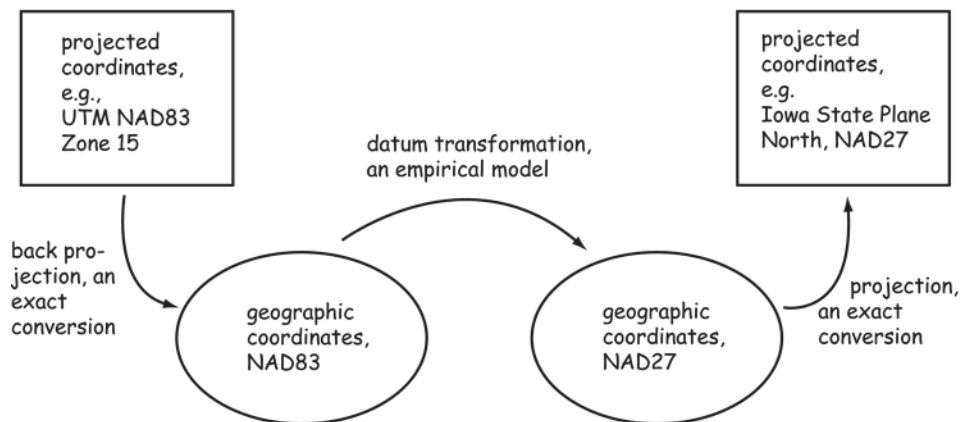 projected
coordinates,
e.g.,
UTM NAD83
Zone 15
back pro-
jection, an
exact
conversion
geographic
coordinates,
NAD83
datum transformation,
an empirical model
geographic
coordinates,
NAD27
projection,
an exact
conversion
projected
coordinates,
e.g.
Iowa State Plane
North, NAD27